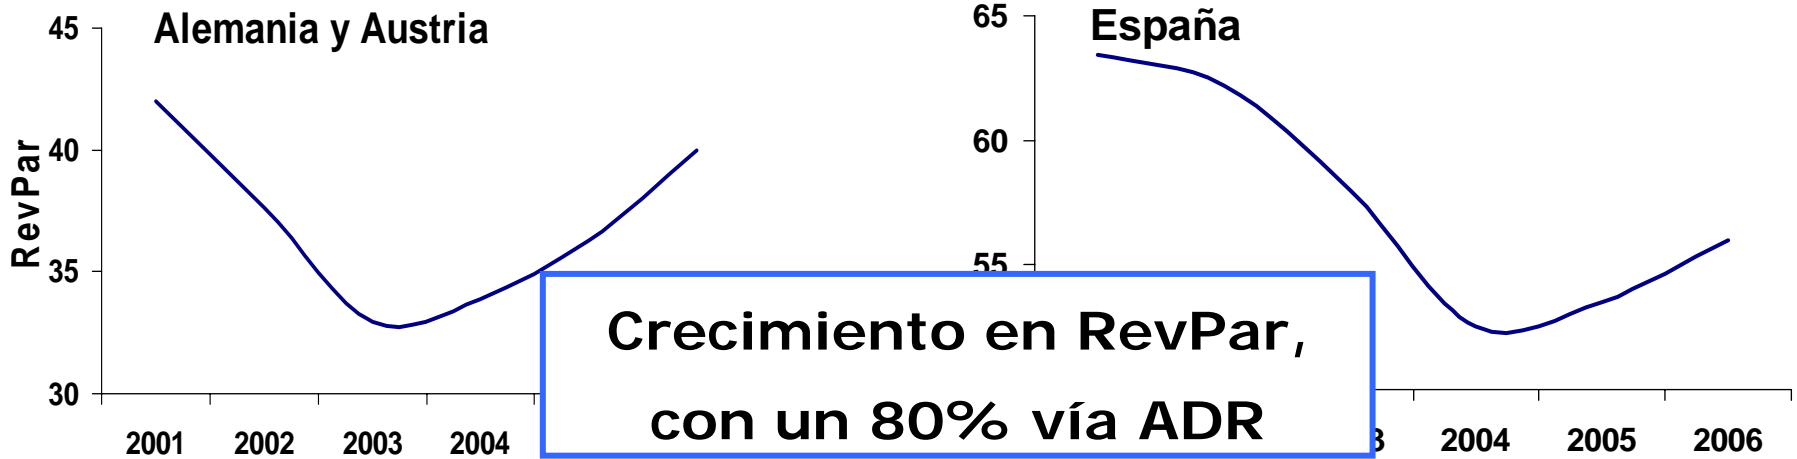 Alemania y Austria
45
40
35
30
RevPar
2001 2002 2003 2004
España
65
60
55
3 2004 2005 2006
Crecimiento en RevPar,
con un 80% vía ADR